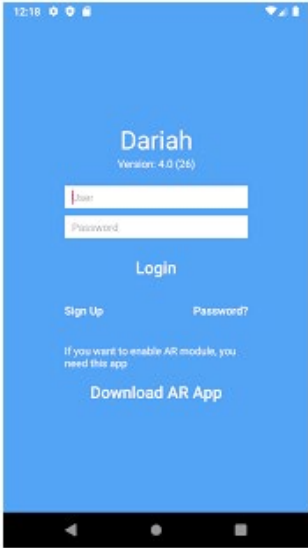 12:18
Dariah
Version: 4.0 (26)
User
Password
Login
Sign Up
Password?
If you want to enable AR module, you
need this app
Download AR App